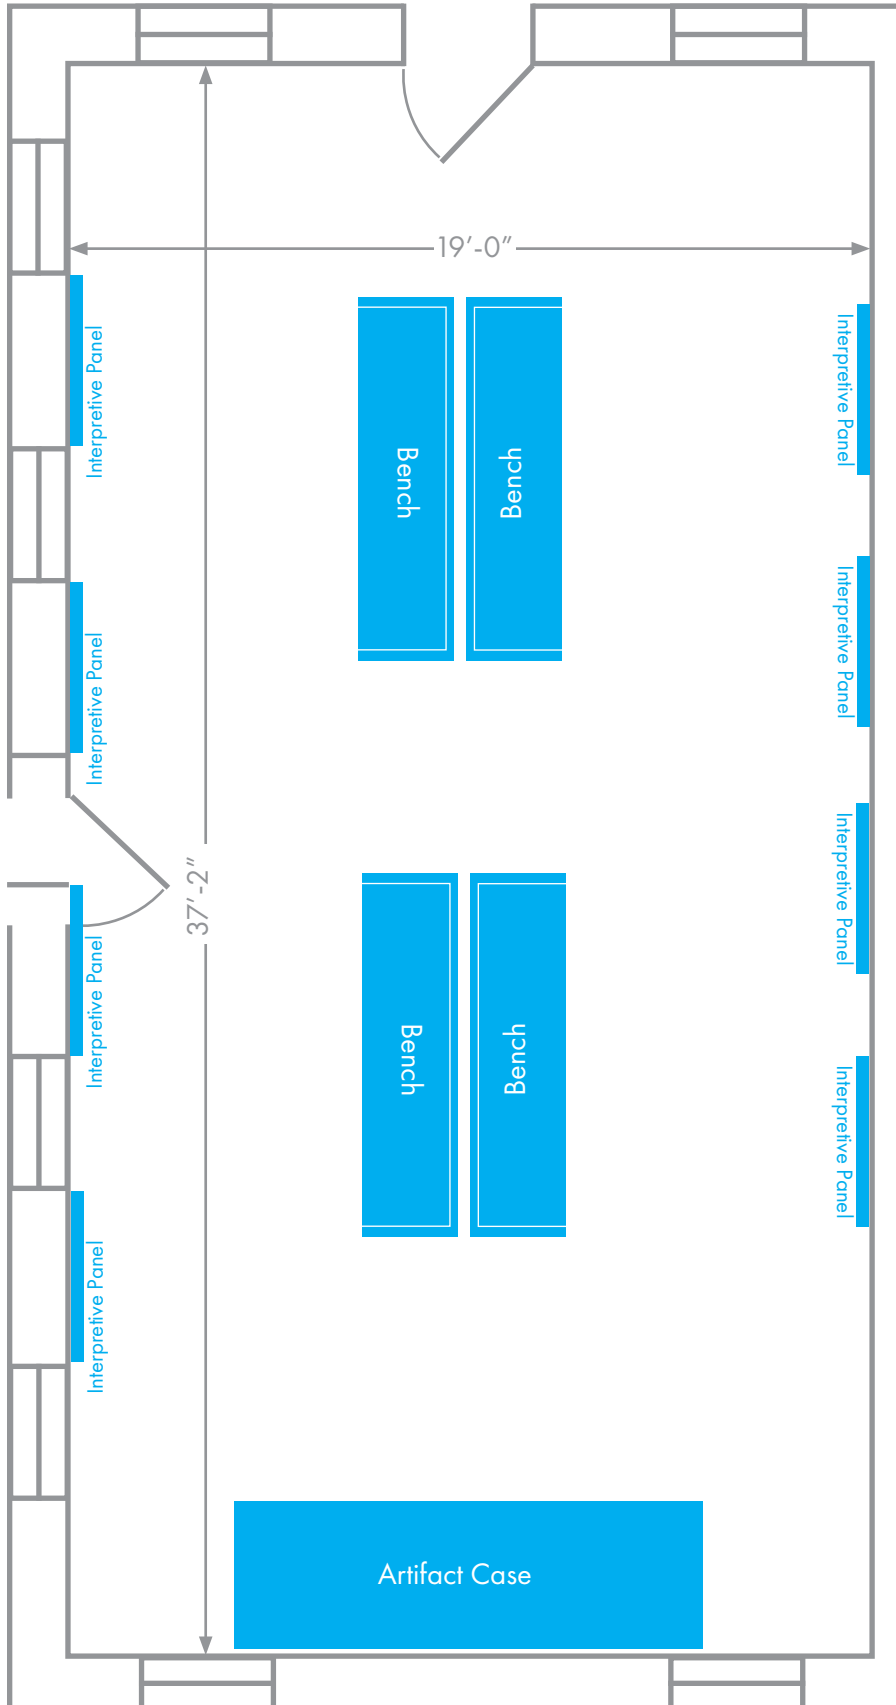 19′-0″
Interpretive Panel
Interpretive Panel
Bench
Bench
Interpretive Panel
Interpretive Panel
37′-2″
Interpretive Panel
Interpretive Panel
Bench
Bench
Interpretive Panel
Interpretive Panel
Artifact Case